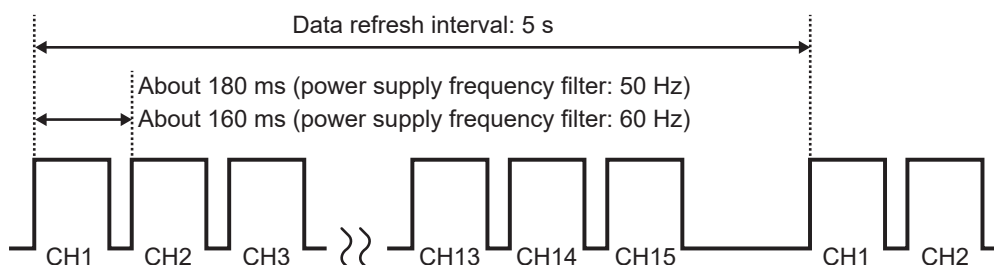 Data refresh interval: 5 s
About 180 ms (power supply frequency filter: 50 Hz)
About 160 ms (power supply frequency filter: 60 Hz)
CH1 CH2 CH3 CH13 CH14 CH15 CH1 CH2